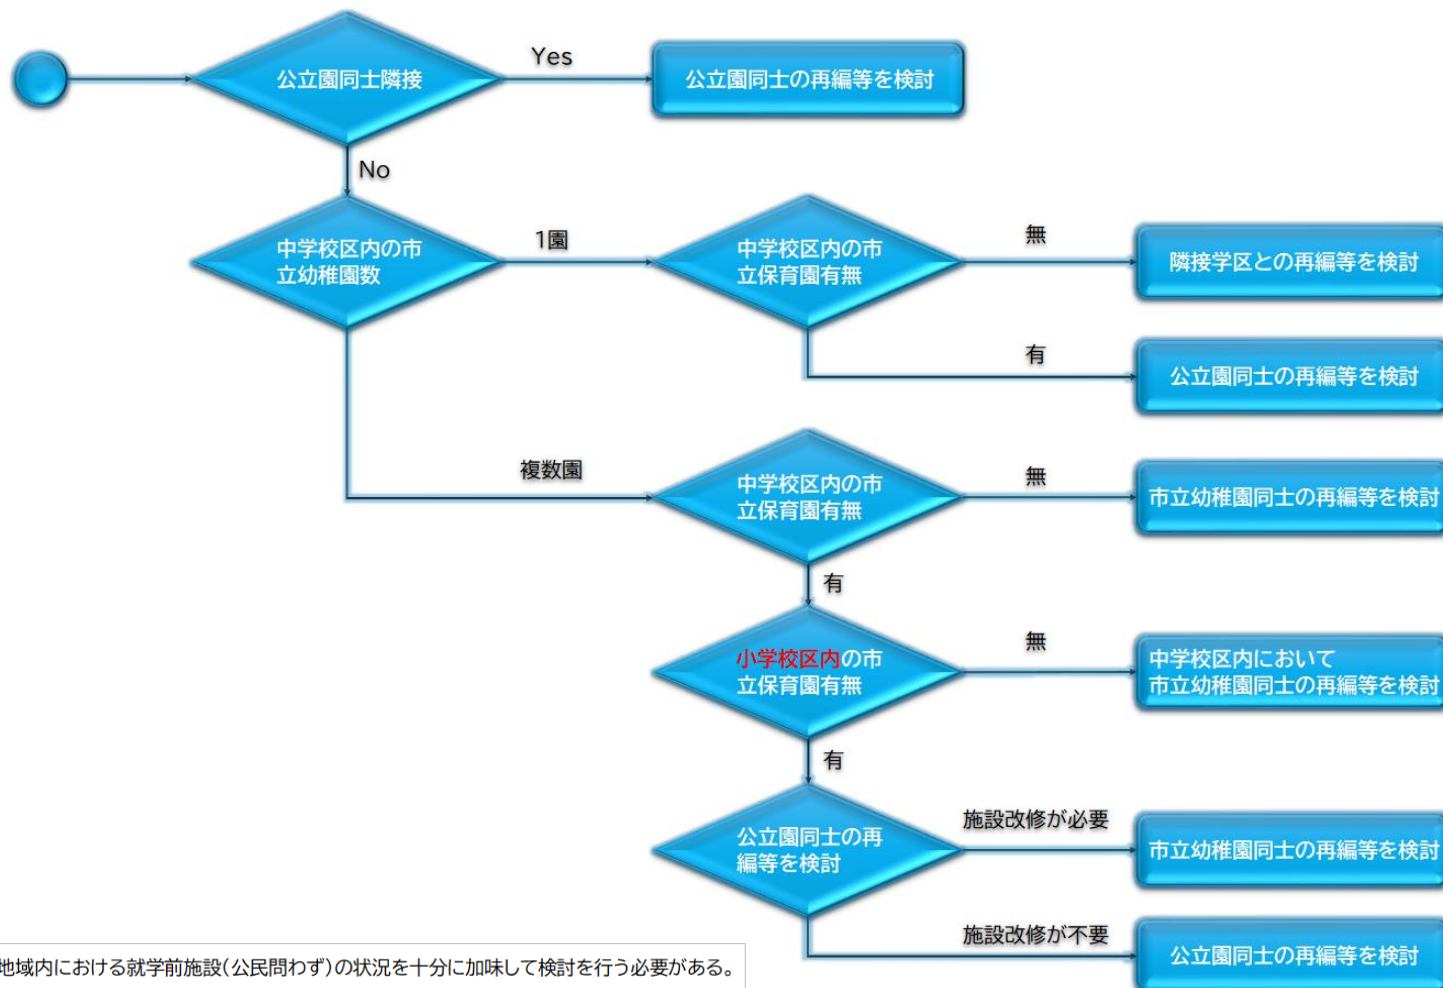 公立園同士隣接
Yes
公立園同士の再編等を検討
No
中学校区内の市
立幼稚園数
1園
中学校区内の市
立保育園有無
無
隣接学区との再編等を検討
有
公立園同士の再編等を検討
複数園
中学校区内の市
立保育園有無
無
市立幼稚園同士の再編等を検討
有
小学校区内の市
立保育園有無
無
中学校区内において
市立幼稚園同士の再編等を検討
有
公立園同士の再
編等を検討
施設改修が必要
市立幼稚園同士の再編等を検討
施設改修が不要
公立園同士の再編等を検討
地域内における就学前施設(公民問わず)の状況を十分に加味して検討を行う必要がある。